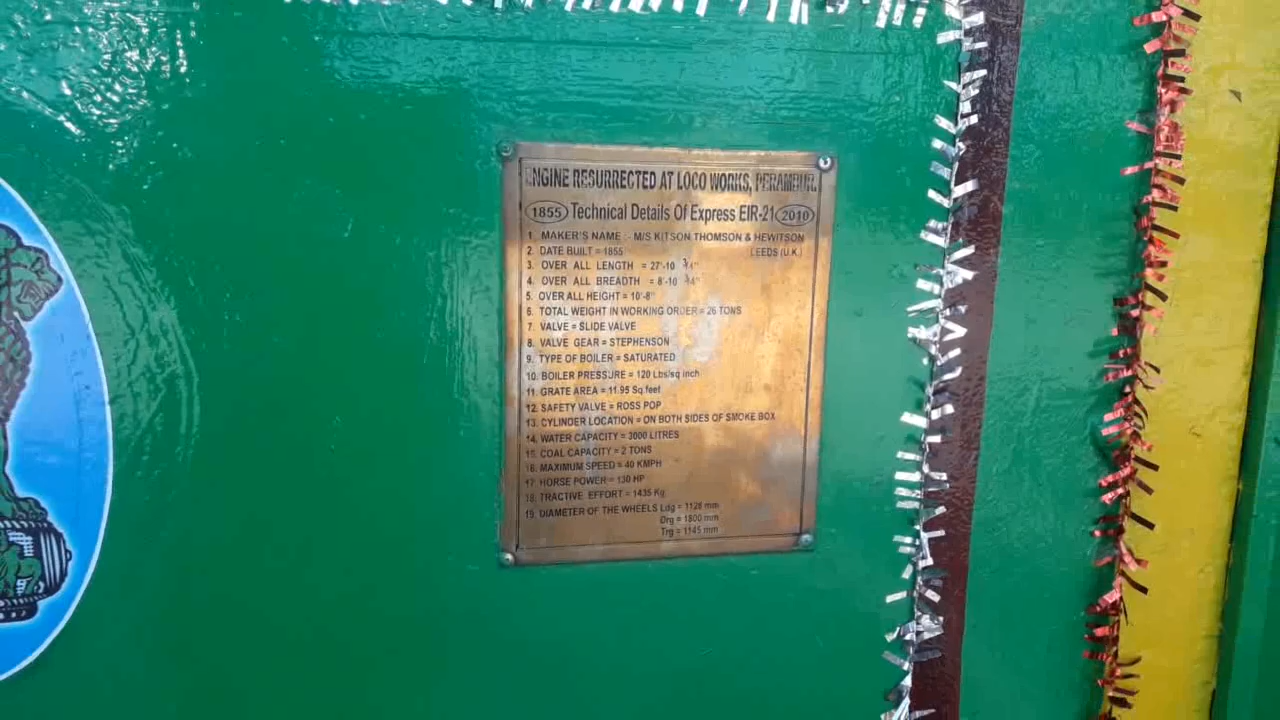 ENGINE RESURRECTED AT LOCO WORKS, PERAMBUR.
1855 Technical Details Of Express EIR-21 2010
1. MAKER'S NAME :- M/S KITSON THOMSON & HEWITSON
LEEDS (U.K.)
2. DATE BUILT = 1855
3. OVER ALL LENGTH = 27'-10 3/4"
4. OVER ALL BREADTH = 8'-10 3/4"
5. OVER ALL HEIGHT = 10'-8"
6. TOTAL WEIGHT IN WORKING ORDER = 26 TONS
7. VALVE = SLIDE VALVE
8. VALVE GEAR = STEPHENSON
9. TYPE OF BOILER = SATURATED
10. BOILER PRESSURE = 120 Lbs/sq inch
11. GRATE AREA = 11.95 Sq.feet
12. SAFETY VALVE = ROSS POP
13. CYLINDER LOCATION = ON BOTH SIDES OF SMOKE BOX
14. WATER CAPACITY = 3000 LITRES
15. COAL CAPACITY = 2 TONS
16. MAXIMUM SPEED = 40 KMPH
17. HORSE POWER = 130 HP
18. TRACTIVE EFFORT = 1435 Kg
19. DIAMETER OF THE WHEELS Ldg = 1128 mm
Drg = 1800 mm
Trg = 1145 mm